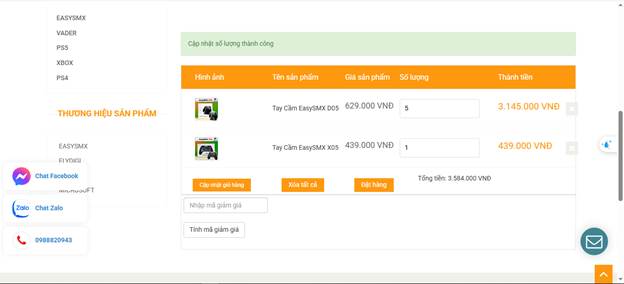 EASYSMX
VADER
PS5
XBOX
PS4
THƯƠNG HIỆU SẢN PHẨM
EASYSMX
FLYDIGI
MICROSOFT
Chat Facebook
Zalo
Chat Zalo
0988820943
Cập nhật số lượng thành công
Hình ảnh Tên sản phẩm Giá sản phẩm Số lượng Thành tiền
Tay Cầm EasySMX D05 629.000 VNĐ 5 3.145.000 VNĐ
Tay Cầm EasySMX X05 439.000 VNĐ 1 439.000 VNĐ
Cập nhật giỏ hàng Xóa tất cả Đặt hàng Tổng tiền: 3.584.000 VNĐ
Nhập mã giảm giá
Tính mã giảm giá